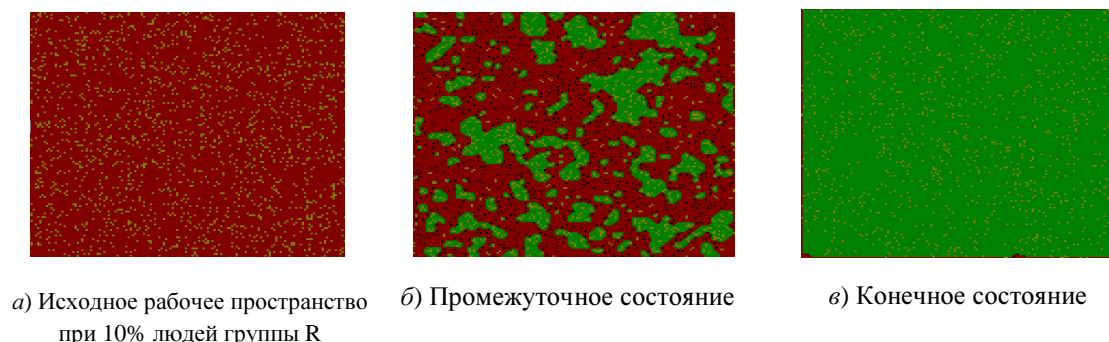 а) Исходное рабочее пространство
при 10% людей группы R
б) Промежуточное состояние
в) Конечное состояние